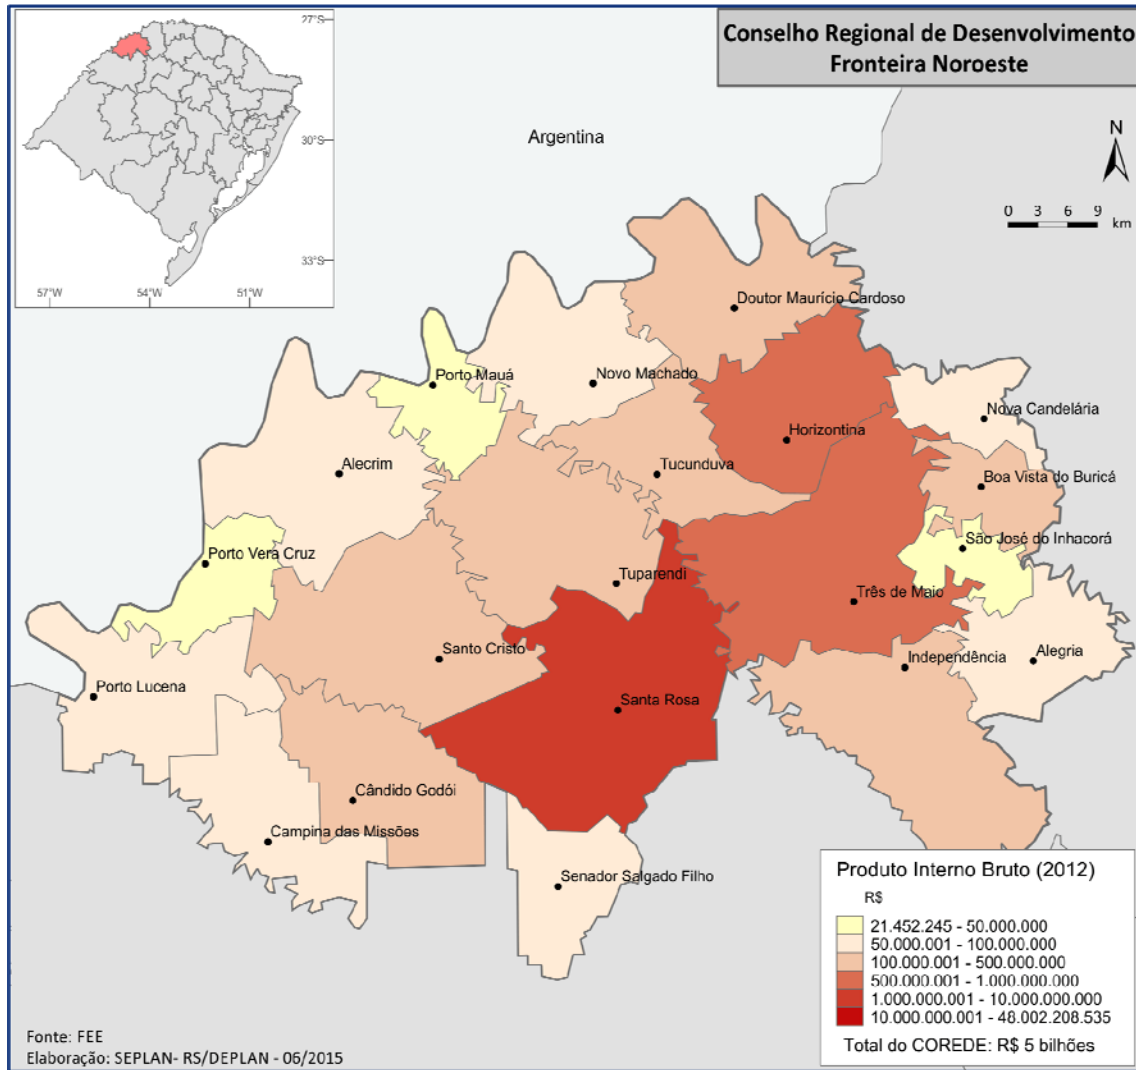 Conselho Regional de Desenvolvimento
Fronteira Noroeste
27°S
30°S
33°S
57°W
54°W
51°W
Argentina
N
0 3 6 9
km
Doutor Maurício Cardoso
Porto Mauá
Novo Machado
Nova Candelária
Horizontina
Alecrim
Tucunduva
Boa Vista do Buricá
São José do Inhacorá
Porto Vera Cruz
Tuparendi
Três de Maio
Santo Cristo
Independência
Alegria
Porto Lucena
Santa Rosa
Cândido Godói
Campina das Missões
Senador Salgado Filho
Produto Interno Bruto (2012)
R$
21.452.245 - 50.000.000
50.000.001 - 100.000.000
100.000.001 - 500.000.000
500.000.001 - 1.000.000.000
1.000.000.001 - 10.000.000.000
10.000.000.001 - 48.002.208.535
Total do COREDE: R$ 5 bilhões
Fonte: FEE
Elaboração: SEPLAN- RS/DEPLAN - 06/2015